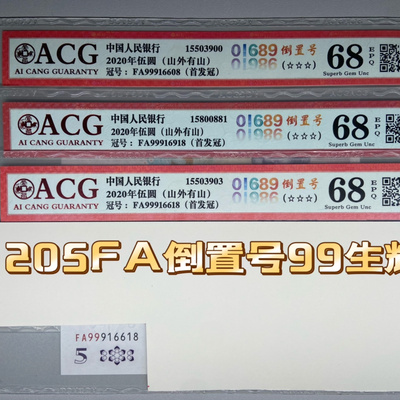 ACG
AI CANG GUARANTY
中国人民银行 15503900
2020年伍圆（山外有山）
冠号：FA99916608（首发冠）
01689 倒置号
01986 （☆☆☆）
68 EPQ
Superb Gem Unc
ACG
AI CANG GUARANTY
中国人民银行 15800881
2020年伍圆（山外有山）
冠号：FA99916918（首发冠）
01689 倒置号
01986 （☆☆☆）
68 EPQ
Superb Gem Unc
ACG
AI CANG GUARANTY
中国人民银行 15503903
2020年伍圆（山外有山）
冠号：FA99916618（首发冠）
01689 倒置号
01986 （☆☆☆）
68 EPQ
Superb Gem Unc
205FA倒置号99生辉
FA99916618
5